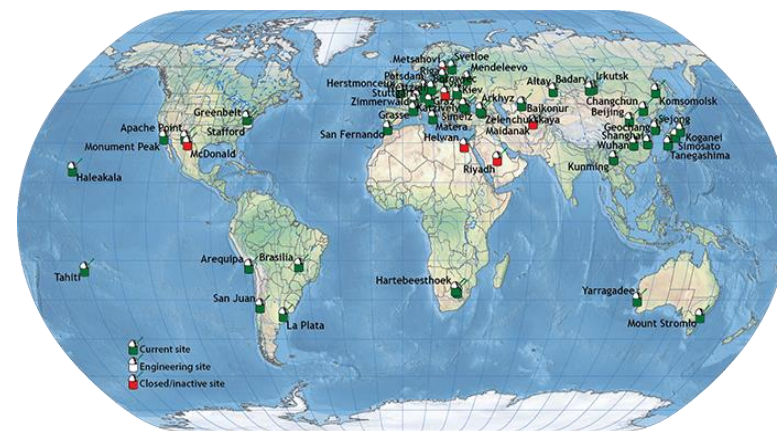 Metsahovi
Svetloe
Riga
Mendeleevo
Potsdam
Borowiec
Herstmonceux
Kiev
Altay
Badary
Irkutsk
Zimmerwald
Graz
Katzively
Arkhyz
Changchun
Komsomolsk
Greenbelt
Grasse
Simeiz
Baikonur
Beijing
Apache Point
Stafford
Zelenchukskaya
Geochang
Sejong
San Fernando
Matera
Maidanak
Shanghai
Koganei
Monument Peak
McDonald
Helwan
Wuhan
Simosato
Tanegashima
Haleakala
Riyadh
Kunming
Arequipa
Brasilia
Tahiti
Hartebeesthoek
Yarragadee
San Juan
La Plata
Mount Stromlo
Current site
Engineering site
Closed/inactive site